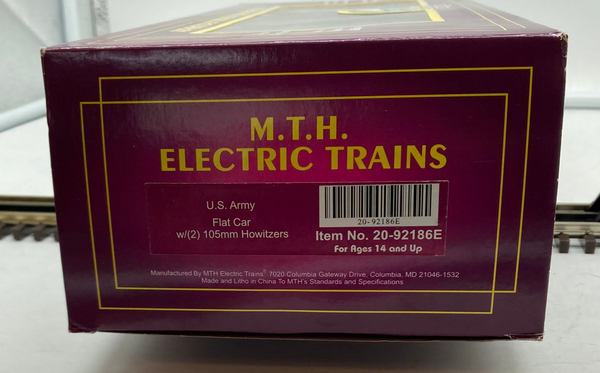 M.T.H.
ELECTRIC TRAINS
U.S. Army
Flat Car
w/(2) 105mm Howitzers
20-92186E
Item No. 20-92186E
For Ages 14 and Up
Manufactured By MTH Electric Trains® 7020 Columbia Gateway Drive, Columbia, MD 21046-1532
Made and Litho in China To MTH's Standards and Specifications